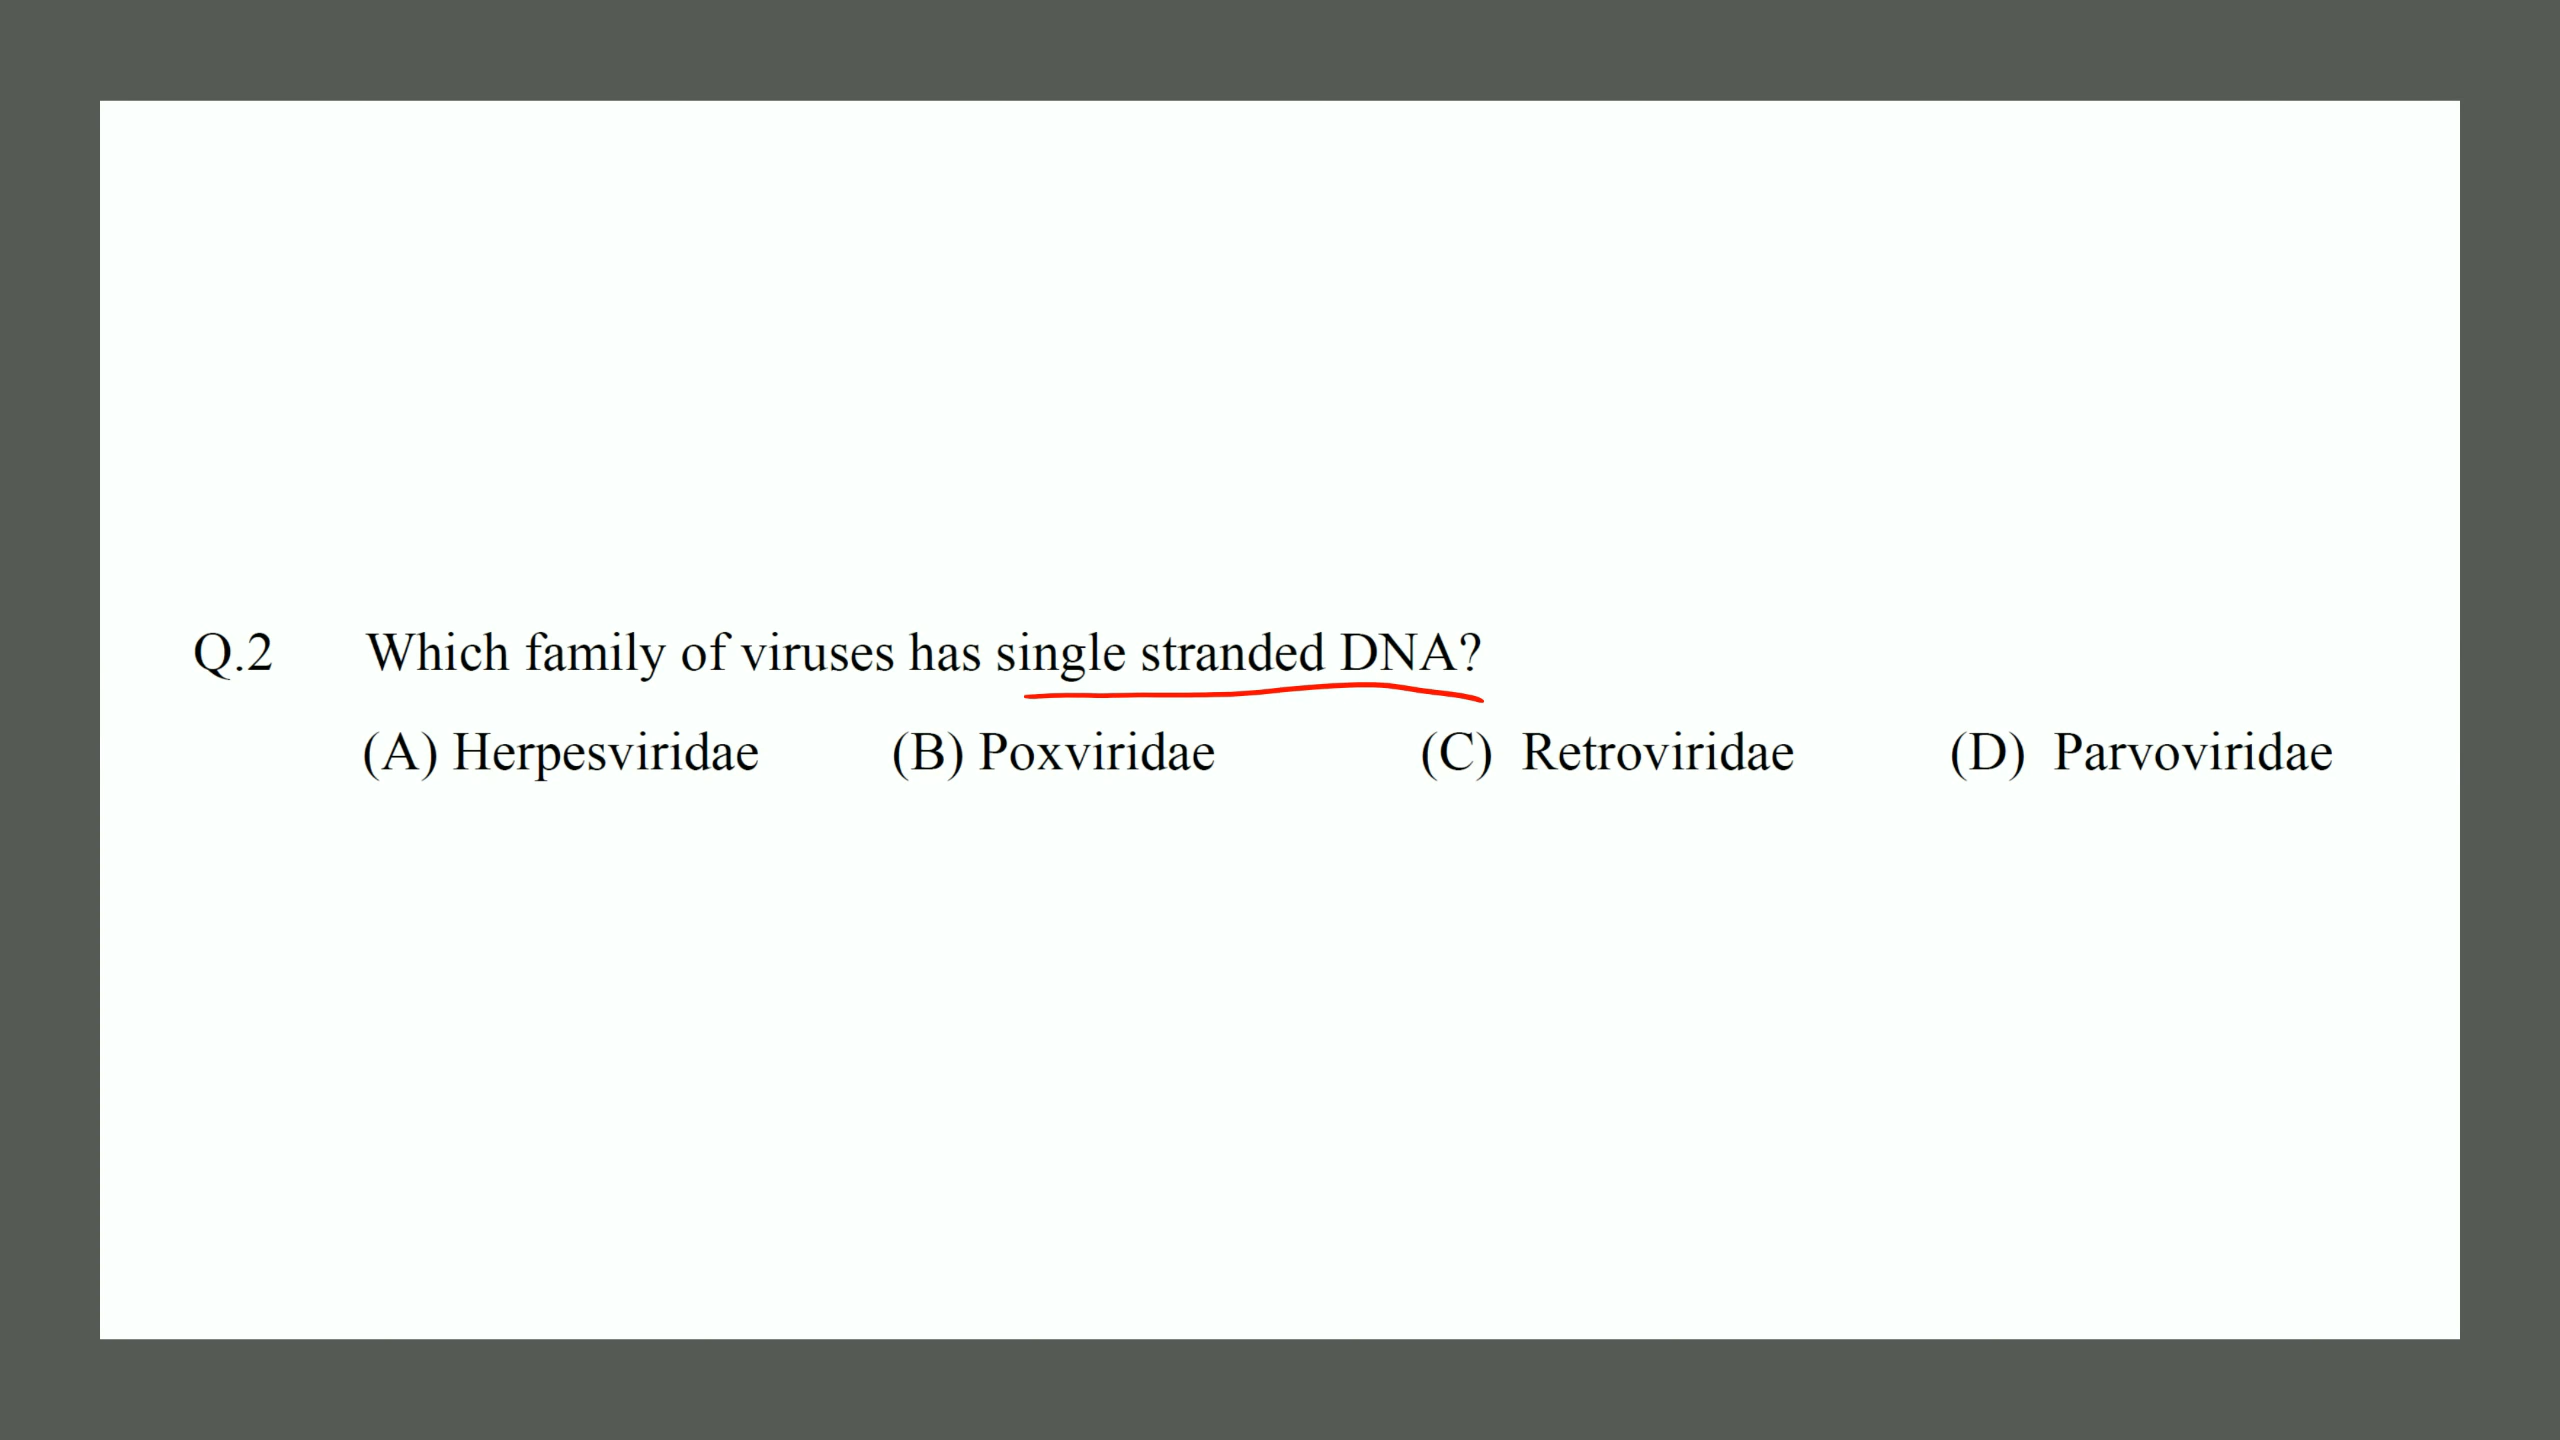 Q.2 Which family of viruses has single stranded DNA?
(A) Herpesviridae (B) Poxviridae (C) Retroviridae (D) Parvoviridae